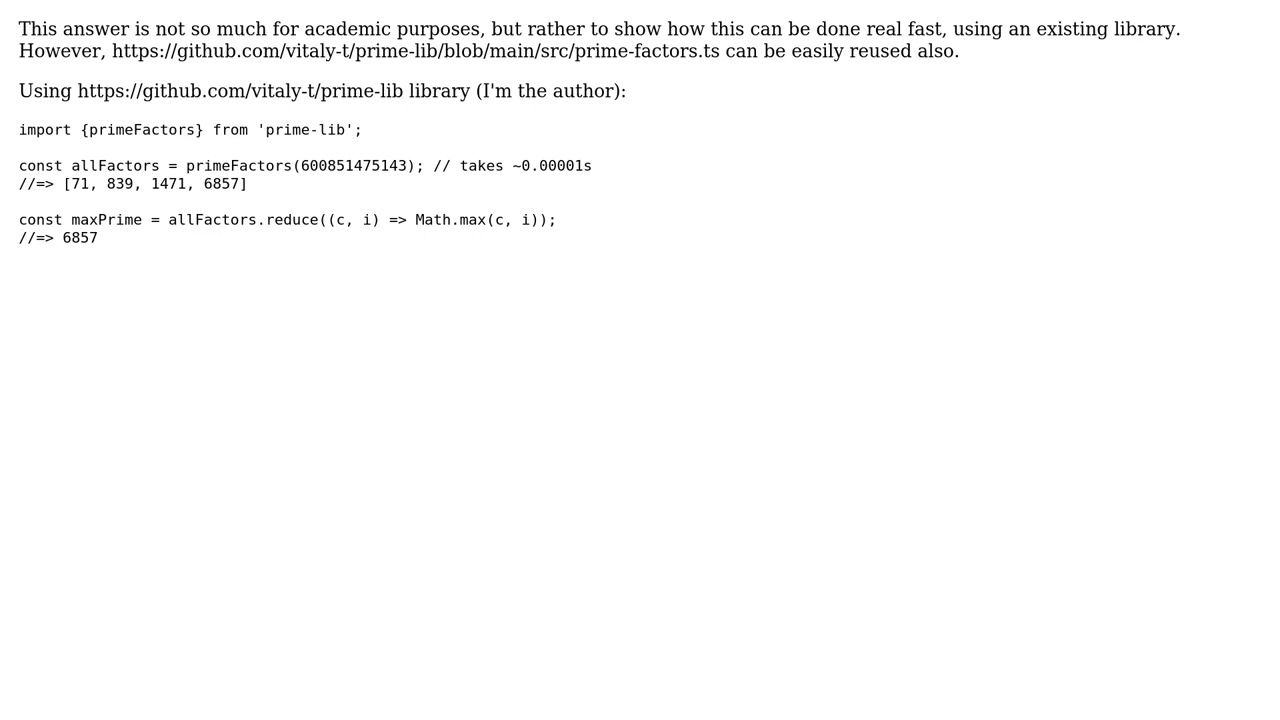 This answer is not so much for academic purposes, but rather to show how this can be done real fast, using an existing library.
However, https://github.com/vitaly-t/prime-lib/blob/main/src/prime-factors.ts can be easily reused also.
Using https://github.com/vitaly-t/prime-lib library (I'm the author):
import {primeFactors} from 'prime-lib';
const allFactors = primeFactors(600851475143); // takes ~0.00001s
//=> [71, 839, 1471, 6857]
const maxPrime = allFactors.reduce((c, i) => Math.max(c, i));
//=> 6857